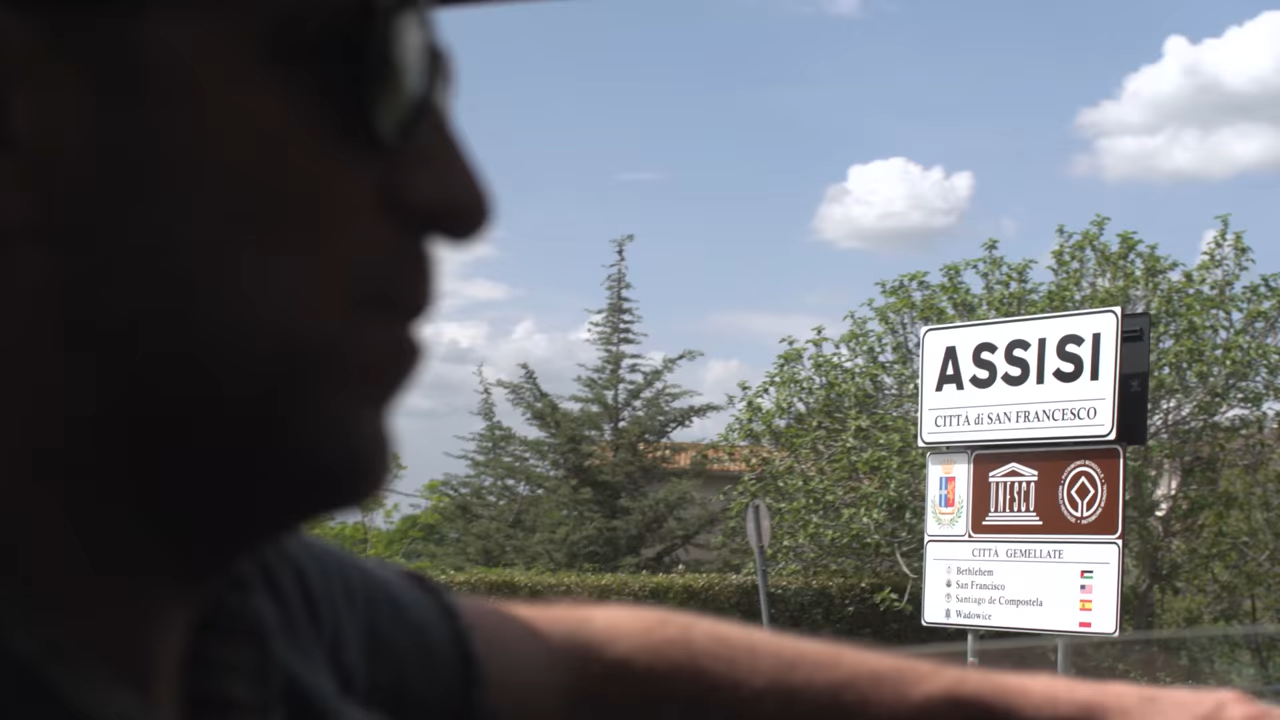 ASSISI
CITTÀ di SAN FRANCESCO
UNESCO
CITTÀ GEMELLATE
Bethlehem
San Francisco
Santiago de Compostela
Wadowice